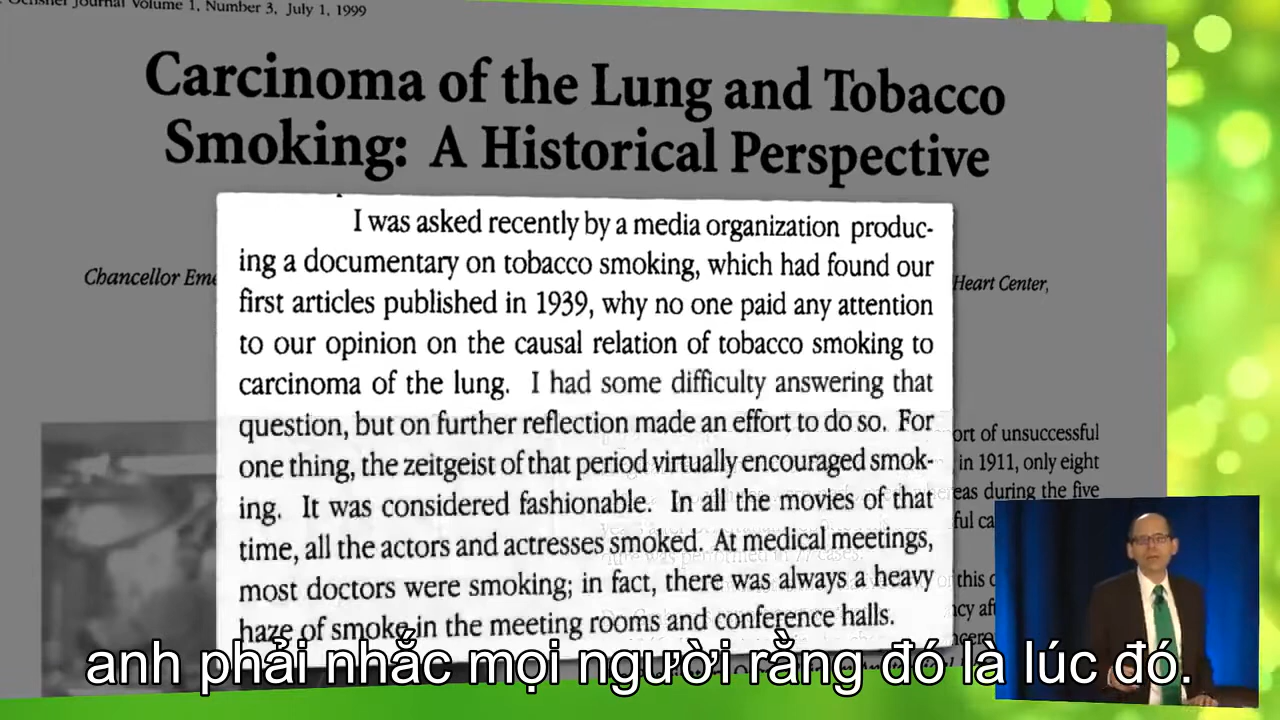 Journal Volume 1, Number 3, July 1, 1999
Carcinoma of the Lung and Tobacco
Smoking: A Historical Perspective
Chancellor
Heart Center,
I was asked recently by a media organization produc-
ing a documentary on tobacco smoking, which had found our
first articles published in 1939, why no one paid any attention
to our opinion on the causal relation of tobacco smoking to
carcinoma of the lung. I had some difficulty answering that
question, but on further reflection made an effort to do so. For
one thing, the zeitgeist of that period virtually encouraged smok-
ing. It was considered fashionable. In all the movies of that
time, all the actors and actresses smoked. At medical meetings,
most doctors were smoking; in fact, there was always a heavy
haze of smoke in the meeting rooms and conference halls.
of unsuccessful
in 1911, only eight
during the five
this
anh phải nhắc mọi người rằng đó là lúc đó.